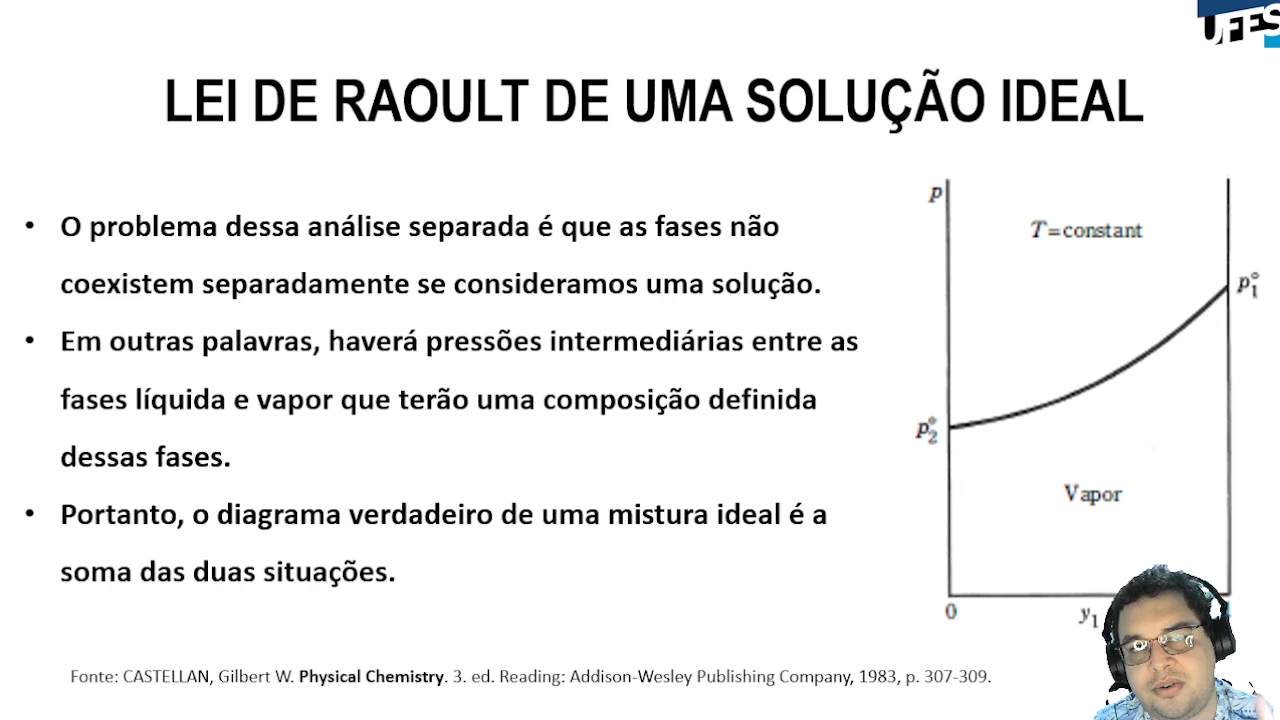 UFES
LEI DE RAOULT DE UMA SOLUÇÃO IDEAL
• O problema dessa análise separada é que as fases não
coexistem separadamente se consideramos uma solução.
• Em outras palavras, haverá pressões intermediárias entre as
fases líquida e vapor que terão uma composição definida
dessas fases.
• Portanto, o diagrama verdadeiro de uma mistura ideal é a
soma das duas situações.
p
T=constant
p°1
p°2
Vapor
0
y1
Fonte: CASTELLAN, Gilbert W. Physical Chemistry. 3. ed. Reading: Addison-Wesley Publishing Company, 1983, p. 307-309.